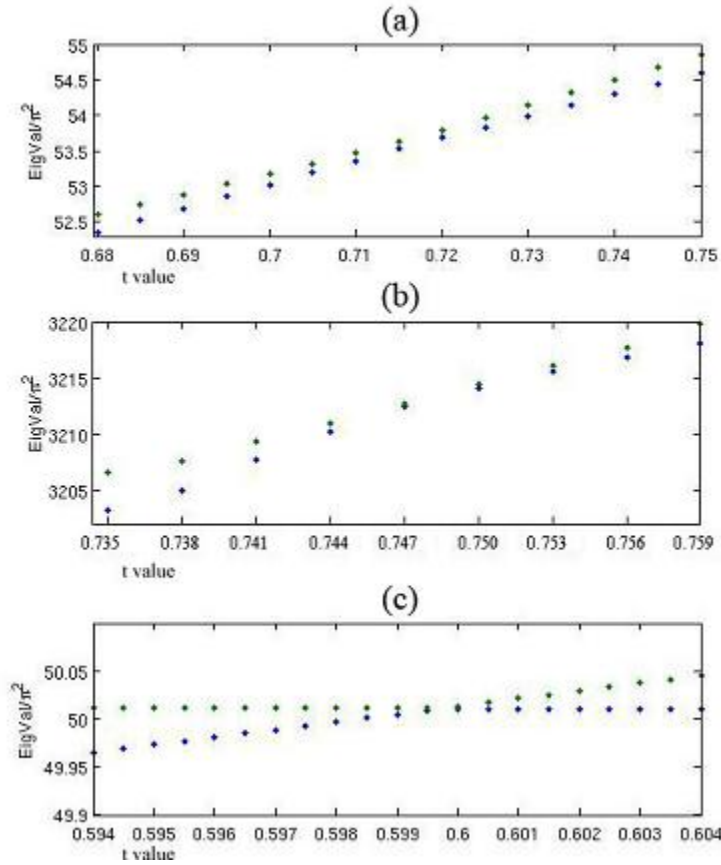 (a)
55
54.5
54
53.5
53
52.5
EigVal/π²
0.68 0.69 0.7 0.71 0.72 0.73 0.74 0.75
t value
(b)
3220
3215
3210
3205
EigVal/π²
0.735 0.738 0.741 0.744 0.747 0.750 0.753 0.756 0.759
t value
(c)
50.05
50
49.95
49.9
EigVal/π²
0.594 0.595 0.596 0.597 0.598 0.599 0.6 0.601 0.602 0.603 0.604
t value